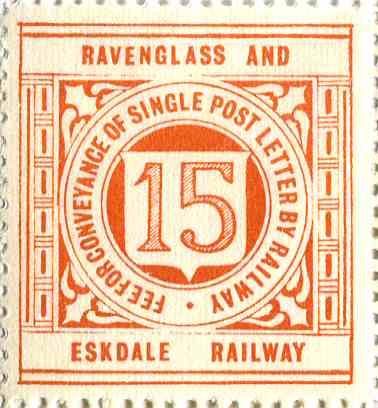 RAVENGLASS AND
FEE FOR CONVEYANCE OF SINGLE POST LETTER BY RAILWAY •
15
ESKDALE RAILWAY